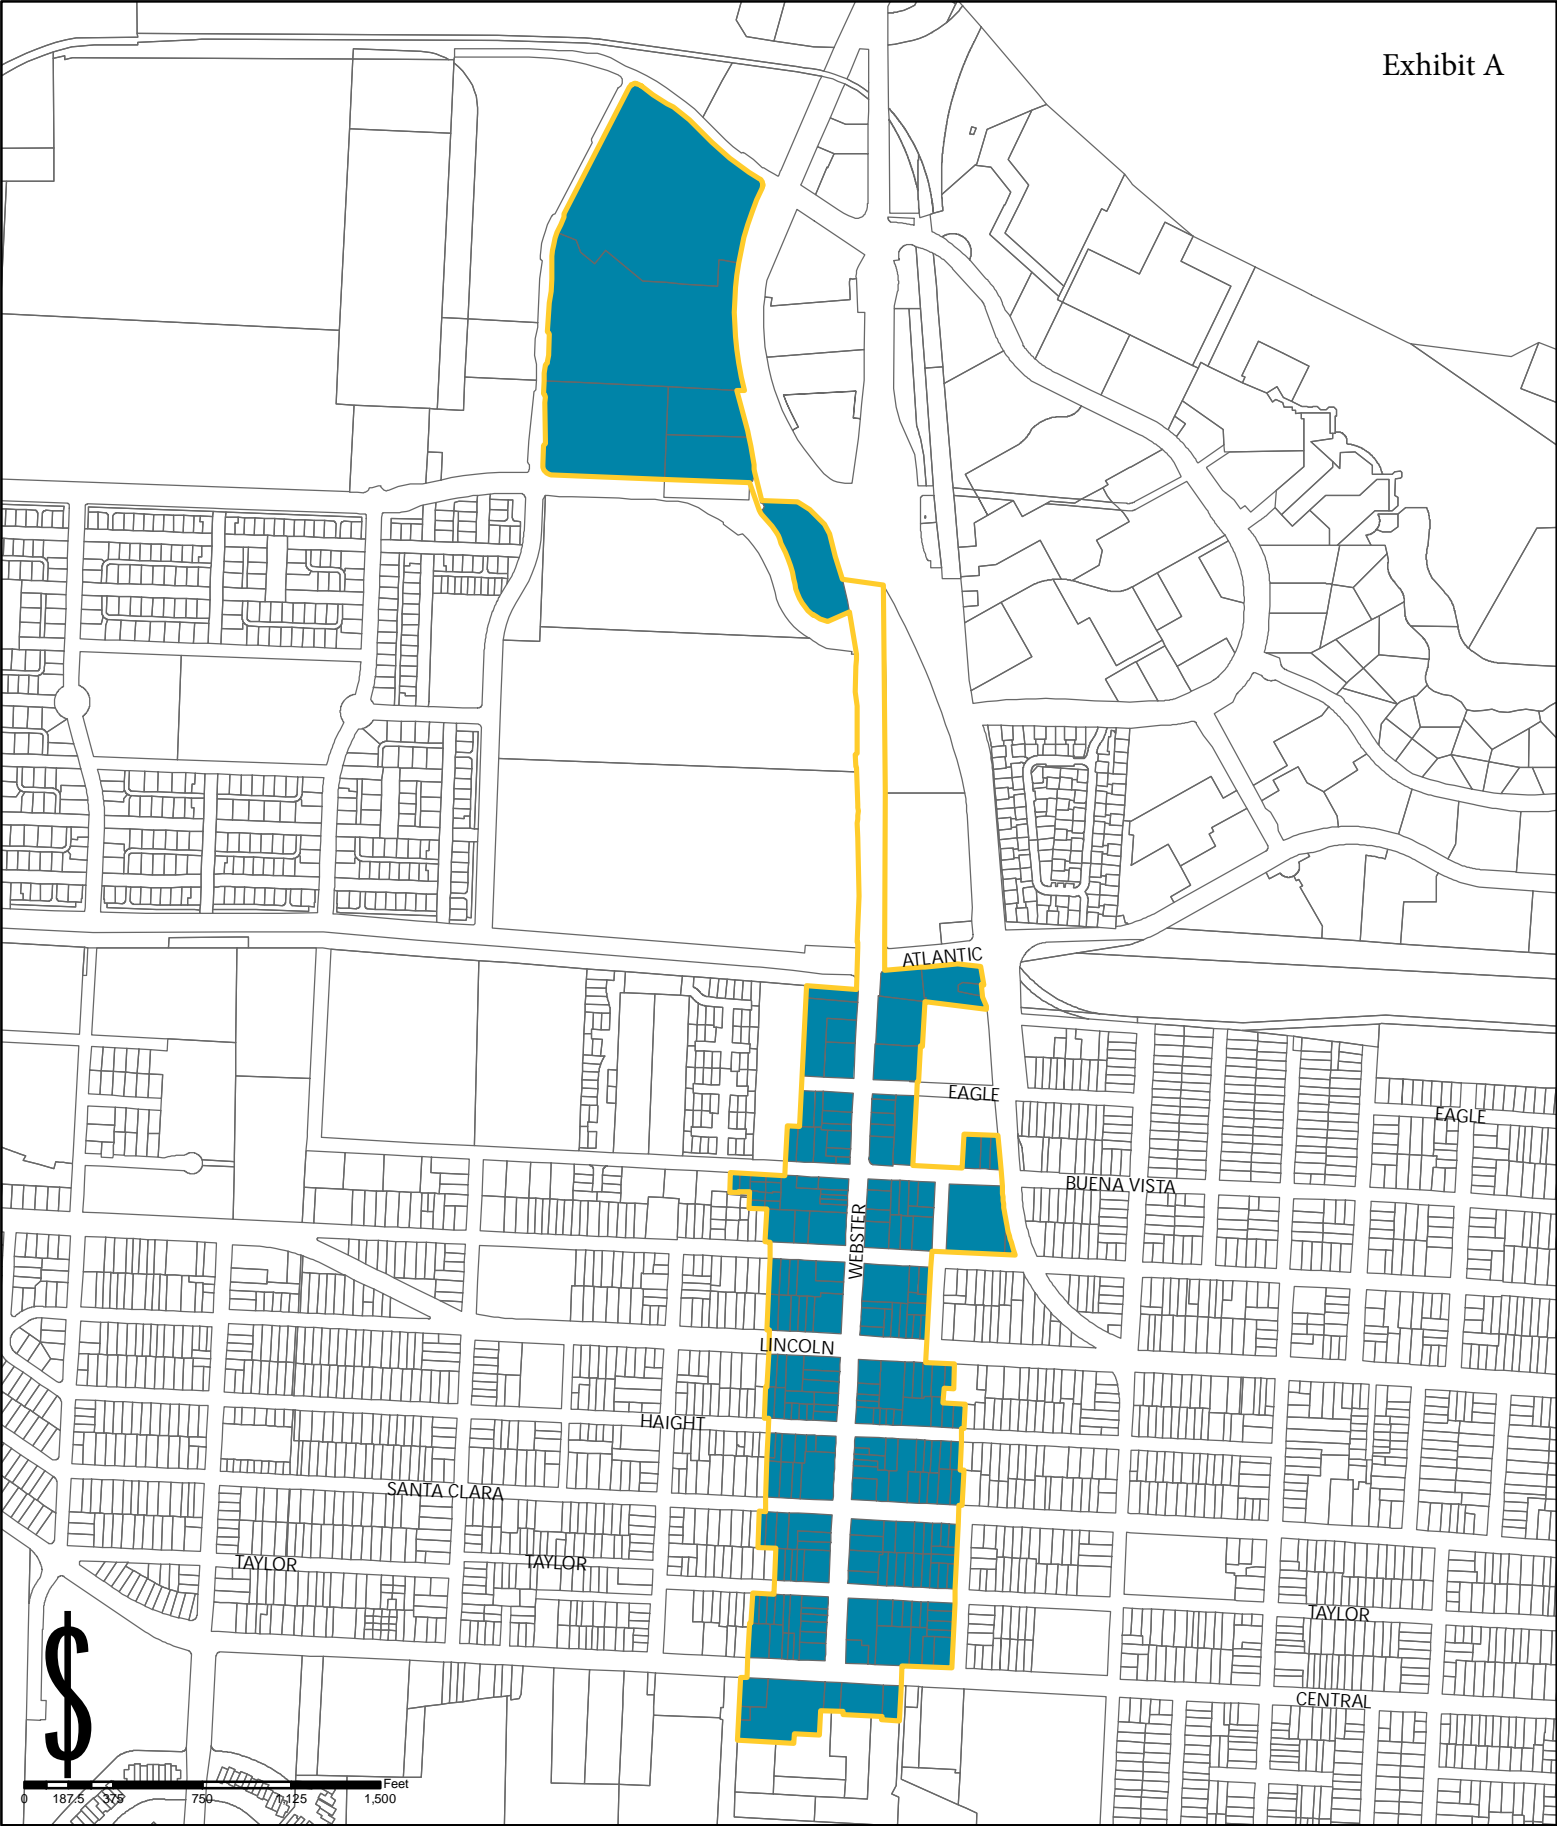 Exhibit A
ATLANTIC
EAGLE
EAGLE
BUENA VISTA
WEBSTER
LINCOLN
HAIGHT
SANTA CLARA
TAYLOR
TAYLOR
TAYLOR
CENTRAL
$
Feet
0 187.5 375 750 1,125 1,500